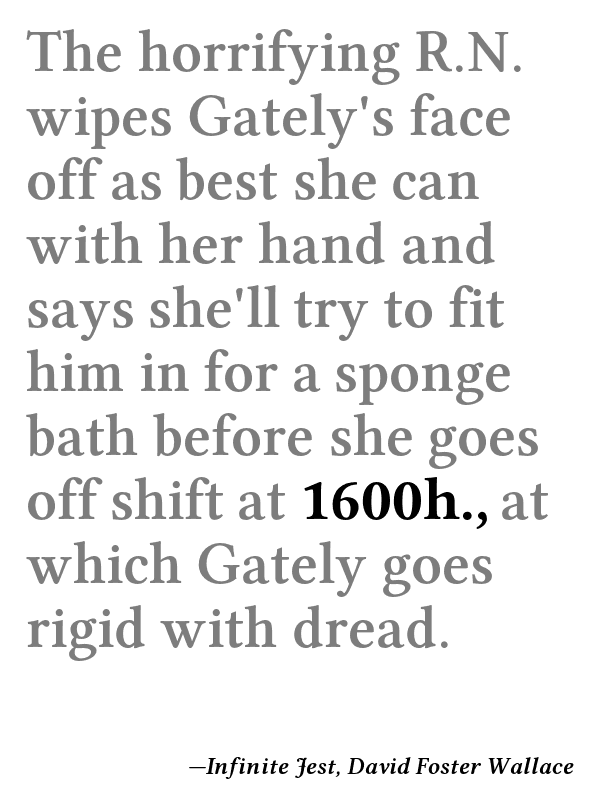 The horrifying R.N.
wipes Gately's face
off as best she can
with her hand and
says she'll try to fit
him in for a sponge
bath before she goes
off shift at 1600h., at
which Gately goes
rigid with dread.
—Infinite Jest, David Foster Wallace